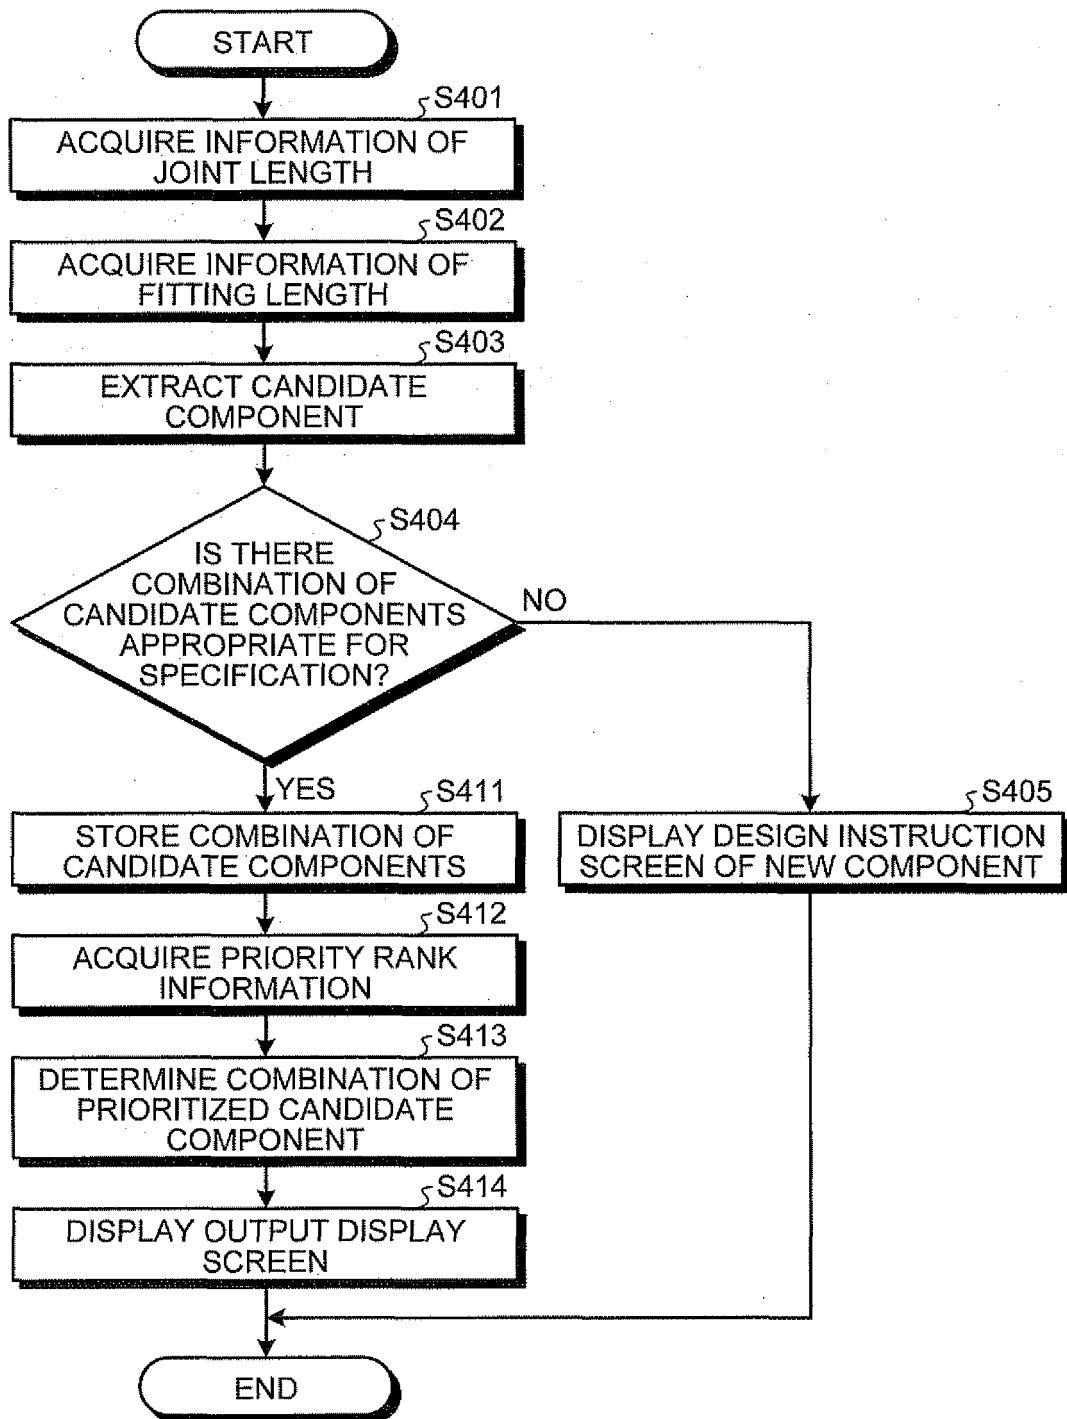 START
S401
ACQUIRE INFORMATION OF
JOINT LENGTH
S402
ACQUIRE INFORMATION OF
FITTING LENGTH
S403
EXTRACT CANDIDATE
COMPONENT
S404
IS THERE
COMBINATION OF
CANDIDATE COMPONENTS
APPROPRIATE FOR
SPECIFICATION?
NO
YES
S411
STORE COMBINATION OF
CANDIDATE COMPONENTS
S405
DISPLAY DESIGN INSTRUCTION
SCREEN OF NEW COMPONENT
S412
ACQUIRE PRIORITY RANK
INFORMATION
S413
DETERMINE COMBINATION OF
PRIORITIZED CANDIDATE
COMPONENT
S414
DISPLAY OUTPUT DISPLAY
SCREEN
END